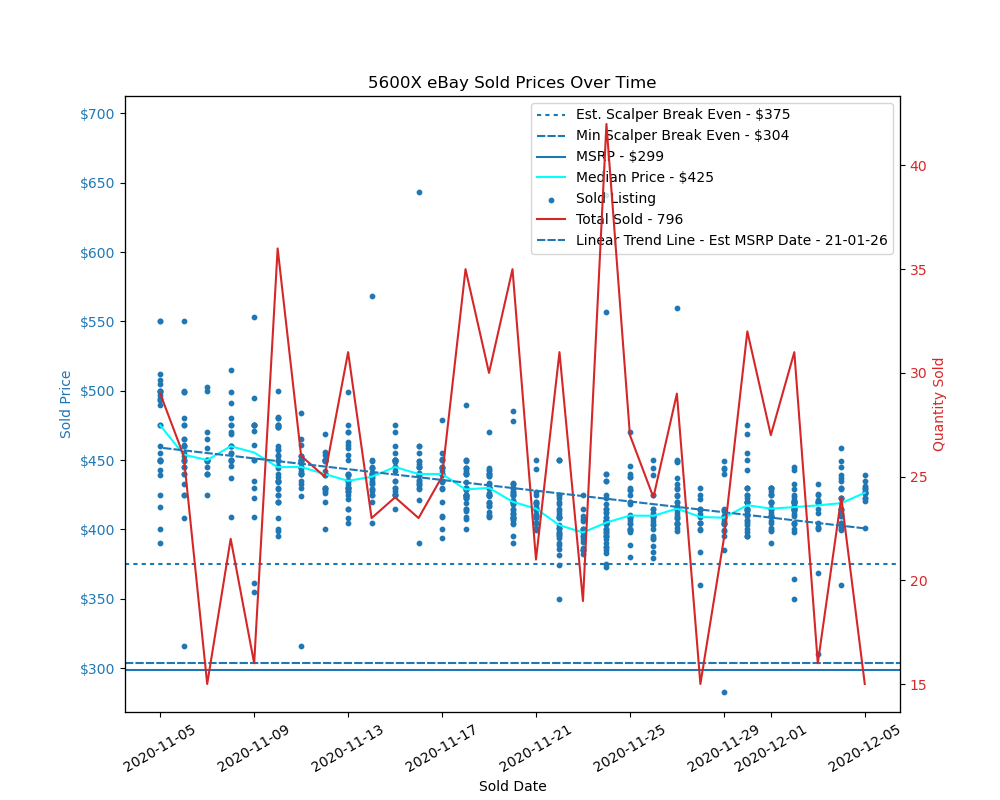 5600X eBay Sold Prices Over Time
Est. Scalper Break Even - $375
Min Scalper Break Even - $304
MSRP - $299
Median Price - $425
Sold Listing
Total Sold - 796
Linear Trend Line - Est MSRP Date - 21-01-26
$700
$650
$600
$550
$500
$450
$400
$350
$300
Sold Price
40
35
30
25
20
15
Quantity Sold
2020-11-05
2020-11-09
2020-11-13
2020-11-17
2020-11-21
2020-11-25
2020-11-29
2020-12-01
2020-12-05
Sold Date